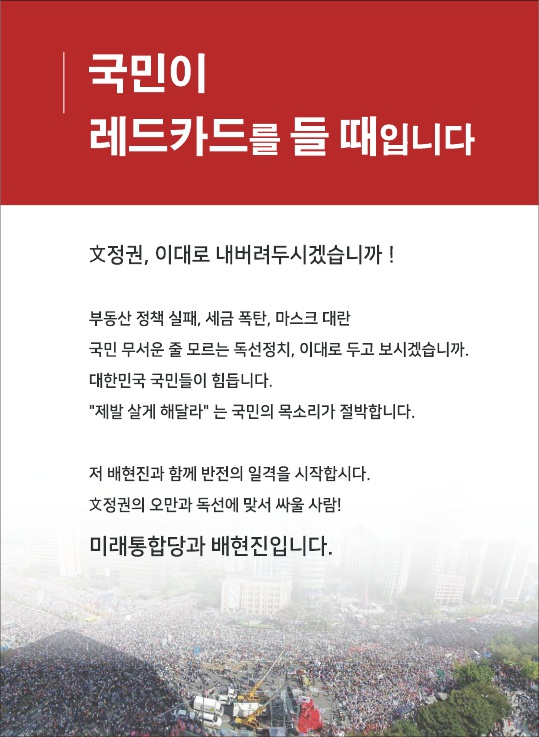 국민이
레드카드를 들 때입니다
文정권, 이대로 내버려두시겠습니까 !
부동산 정책 실패, 세금 폭탄, 마스크 대란
국민 무서운 줄 모르는 독선정치, 이대로 두고 보시겠습니까.
대한민국 국민들이 힘듭니다.
"제발 살게 해달라" 는 국민의 목소리가 절박합니다.
저 배현진과 함께 반전의 일격을 시작합시다.
文정권의 오만과 독선에 맞서 싸울 사람!
미래통합당과 배현진입니다.